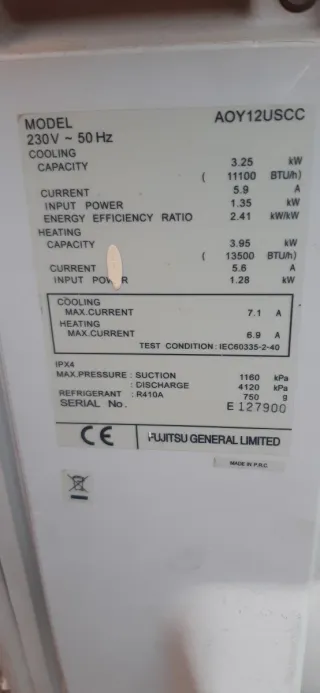 MODEL AOY12USCC
230V ~ 50Hz
COOLING
CAPACITY 3.25 kW
( 11100 BTU/h)
CURRENT 5.9 A
INPUT POWER 1.35 kW
ENERGY EFFICIENCY RATIO 2.41 kW/kW
HEATING
CAPACITY 3.95 kW
( 13500 BTU/h)
CURRENT 5.6 A
INPUT R 1.28 kW
COOLING
MAX.CURRENT 7.1 A
HEATING
MAX.CURRENT 6.9 A
TEST CONDITION : IEC60335-2-40
IPX4
MAX.PRESSURE : SUCTION 1160 kPa
: DISCHARGE 4120 kPa
REFRIGERANT : R410A 750 g
SERIAL No. E 127900
CE FUJITSU GENERAL LIMITED
MADE IN P.R.C